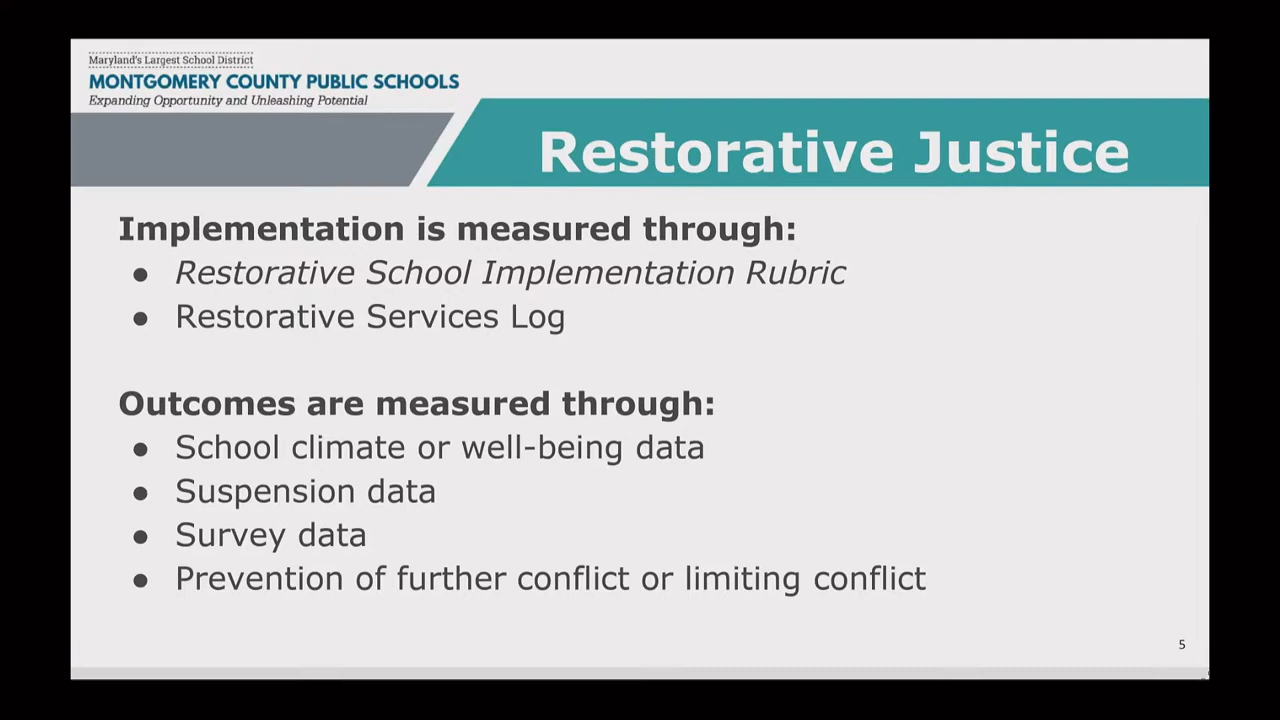 Maryland's Largest School District
MONTGOMERY COUNTY PUBLIC SCHOOLS
Expanding Opportunity and Unleashing Potential
Restorative Justice
Implementation is measured through:
● Restorative School Implementation Rubric
● Restorative Services Log
Outcomes are measured through:
● School climate or well-being data
● Suspension data
● Survey data
● Prevention of further conflict or limiting conflict
5